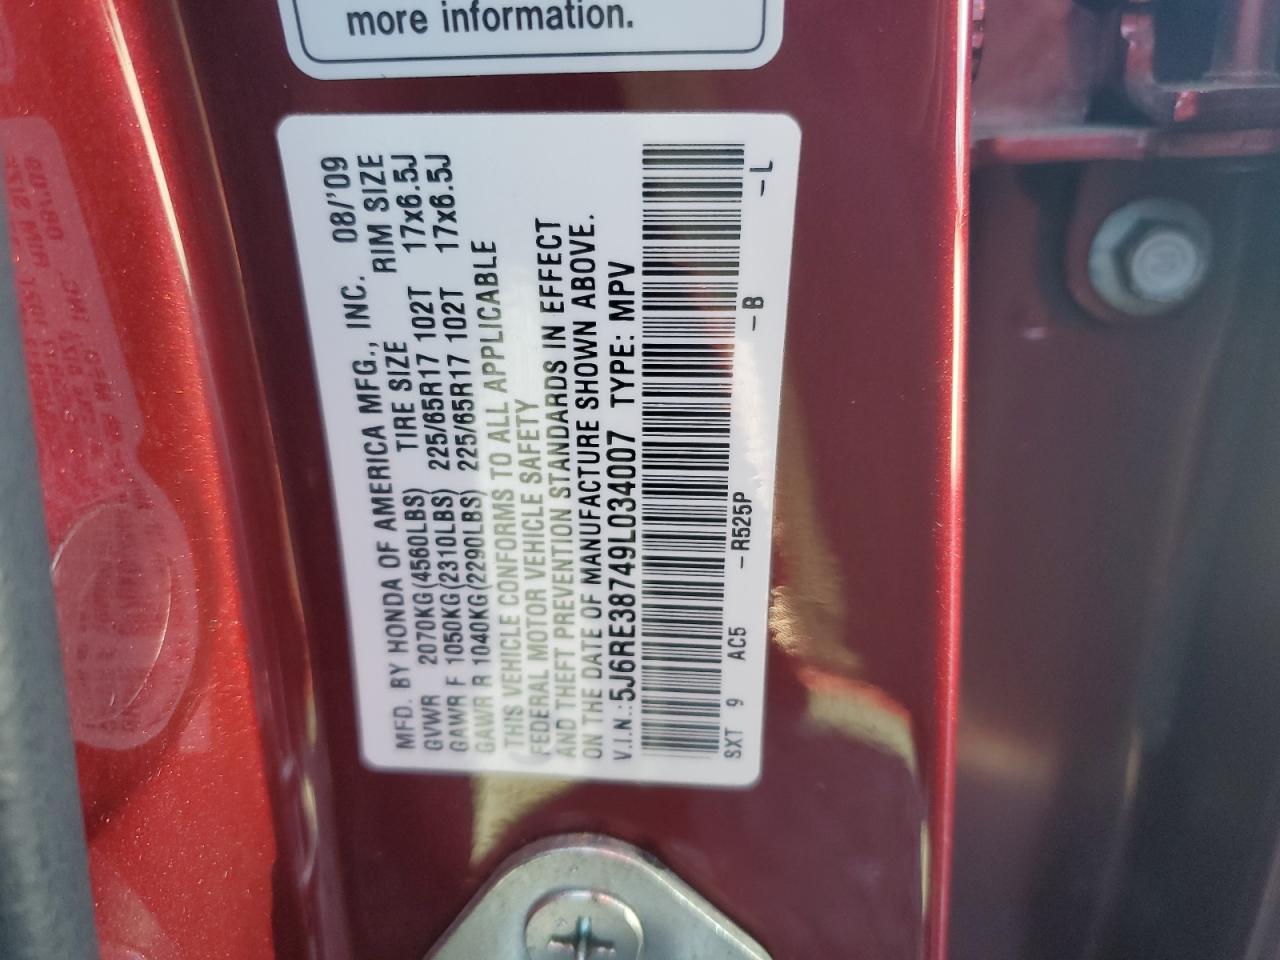 more information.
MFD. BY HONDA OF AMERICA MFG., INC. 08/'09
TIRE SIZE RIM SIZE
GVWR 2070KG(4560LBS)
GAWR F 1050KG(2310LBS) 225/65R17 102T 17x6.5J
GAWR R 1040KG(2290LBS) 225/65R17 102T 17x6.5J
THIS VEHICLE CONFORMS TO ALL APPLICABLE
FEDERAL MOTOR VEHICLE SAFETY
AND THEFT PREVENTION STANDARDS IN EFFECT
ON THE DATE OF MANUFACTURE SHOWN ABOVE.
V.I.N.:5J6RE38749L034007 TYPE: MPV
SXT 9 AC5 -R525P -B -L